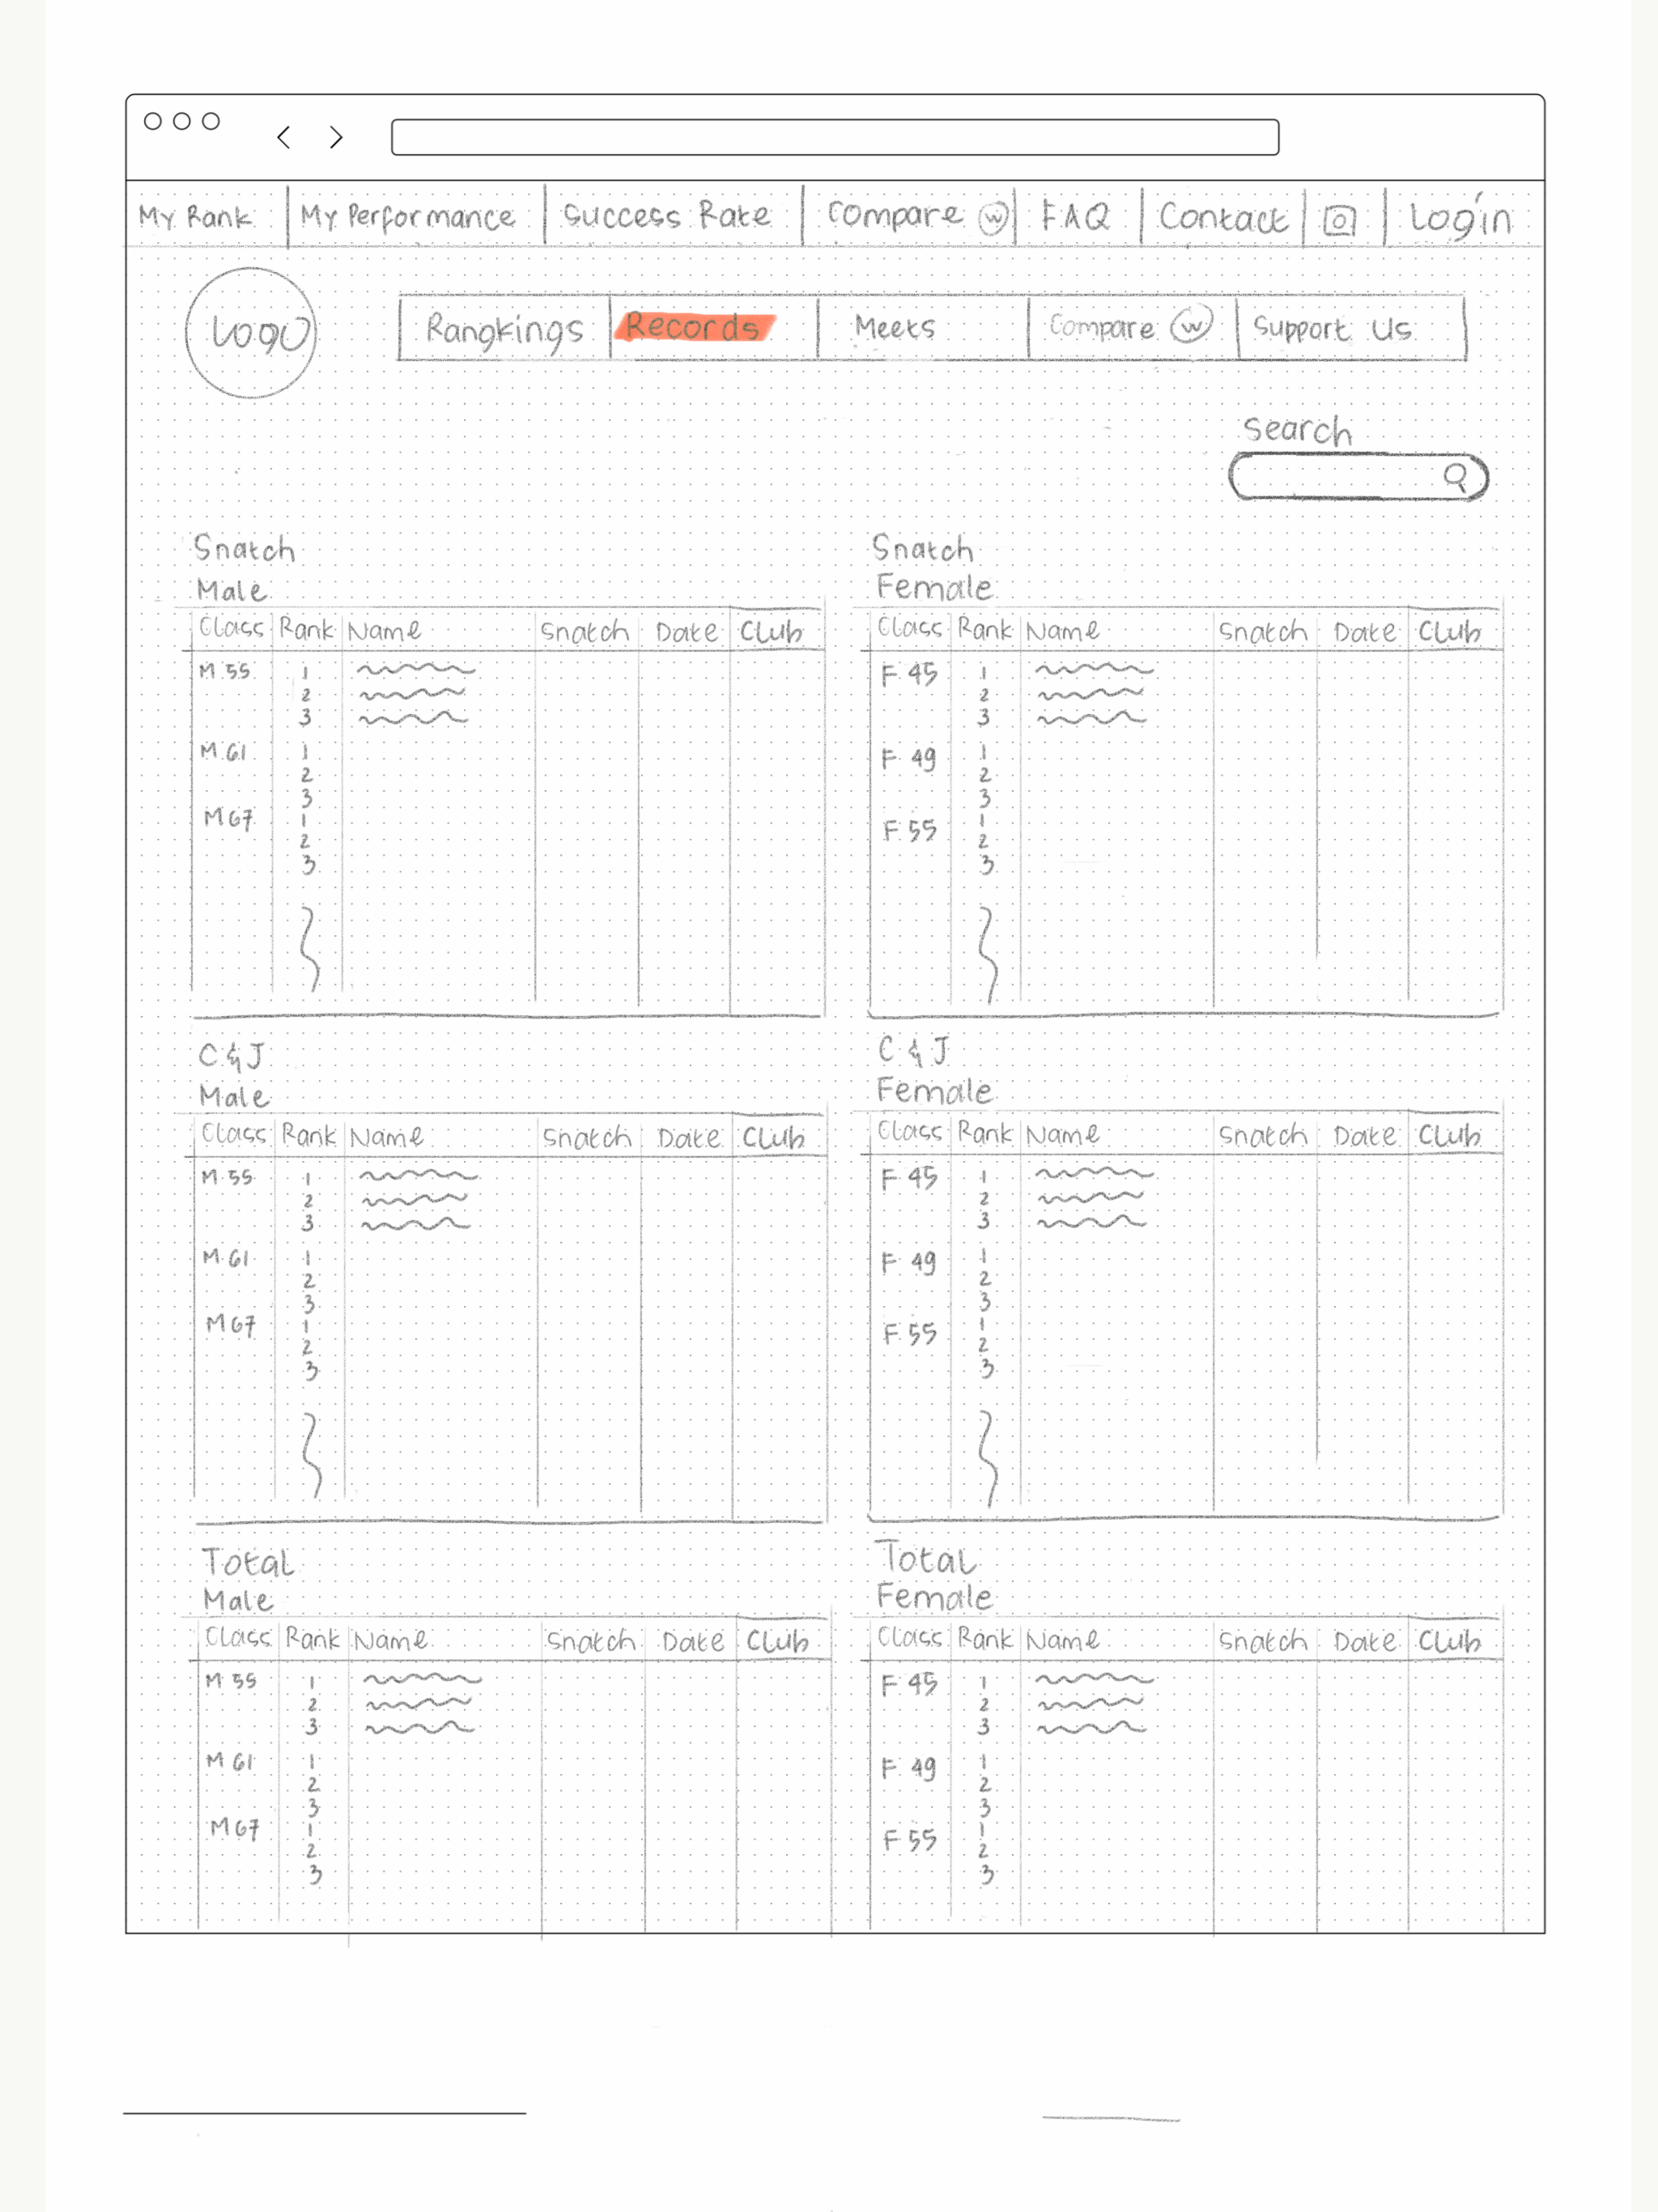 My Rank My Performance Success Rate Compare W FAQ Contact Login
Logo Rangkings Records Meets Compare W Support Us
Search
Snatch
Male
Class Rank Name Snatch Date Club
M 55 1
2
3
M 61 1
2
3
M 67 1
2
3
Snatch
Female
Class Rank Name Snatch Date Club
F 45 1
2
3
F 49 1
2
3
F 55 1
2
3
C & J
Male
Class Rank Name Snatch Date Club
M 55 1
2
3
M 61 1
2
3
M 67 1
2
3
C & J
Female
Class Rank Name Snatch Date Club
F 45 1
2
3
F 49 1
2
3
F 55 1
2
3
Total
Male
Class Rank Name Snatch Date Club
M 55 1
2
3
M 61 1
2
3
M 67 1
2
3
Total
Female
Class Rank Name Snatch Date Club
F 45 1
2
3
F 49 1
2
3
F 55 1
2
3